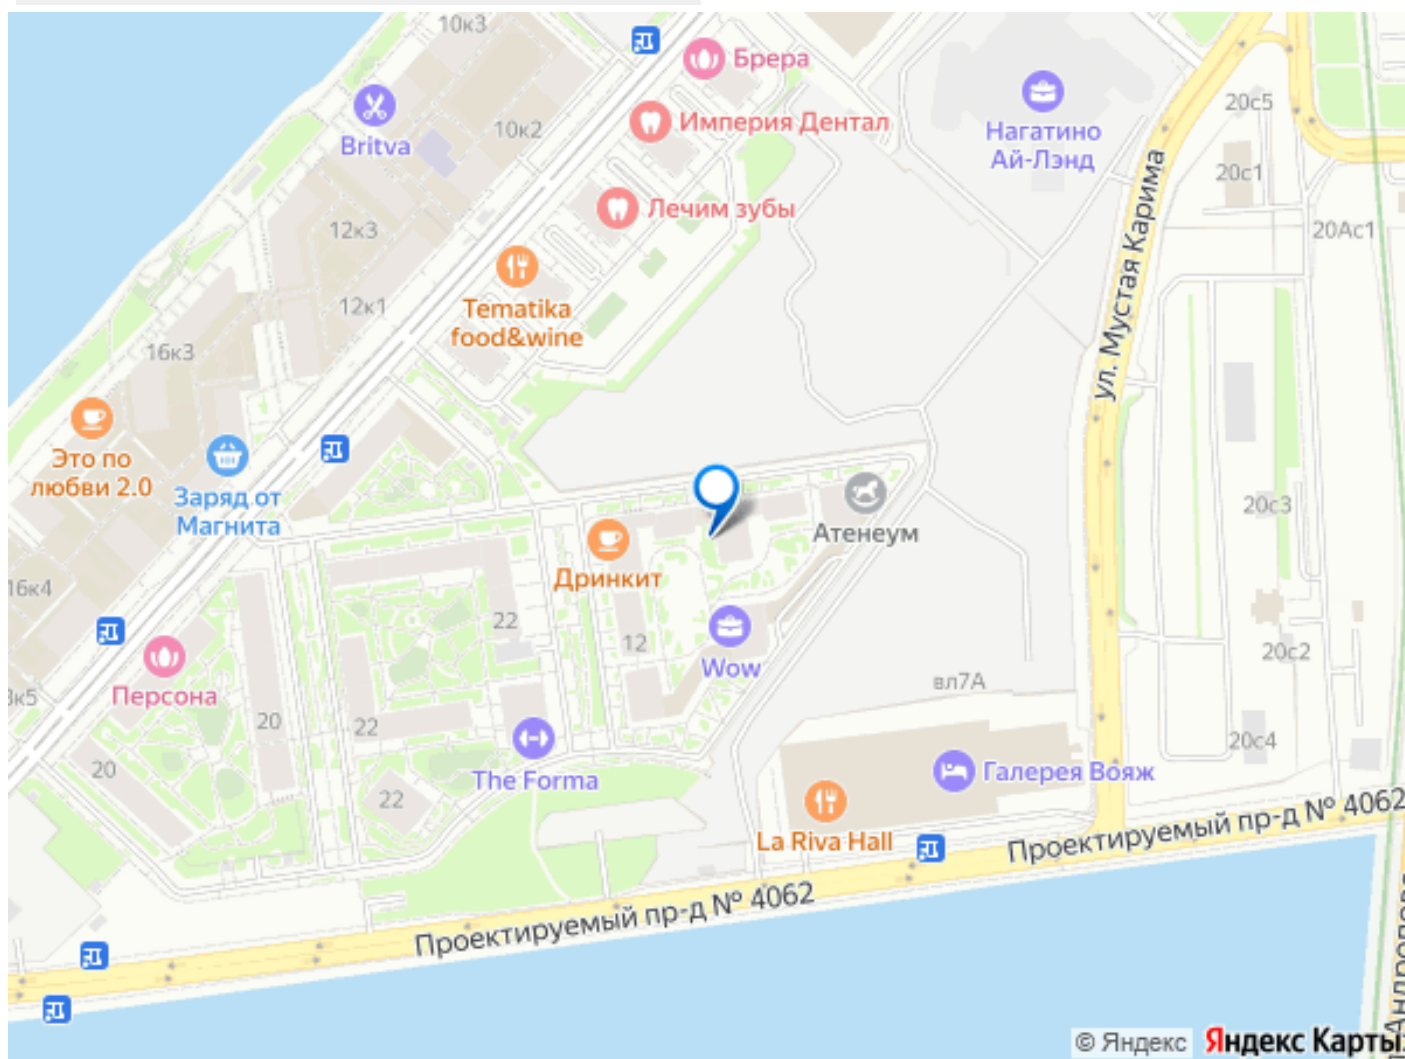 10к3
Брера
Britva
10к2
Империя Дентал
Нагатино
Ай-Лэнд
20с5
20с1
ул. Мустая Карима
12к3
Лечим зубы
20Ас1
12к1
Tematika
food&wine
16к3
Это по
любви 2.0
Заряд от
Магнита
Атенеум
20с3
Дринкит
16к4
22
12
Wow
20с2
вл7А
Персона
3к5
20
22
20с4
20
The Forma
22
Галерея Вояж
La Riva Hall
Проектируемый пр-д № 4062
Проектируемый пр-д № 4062
© Яндекс
Яндекс Карты